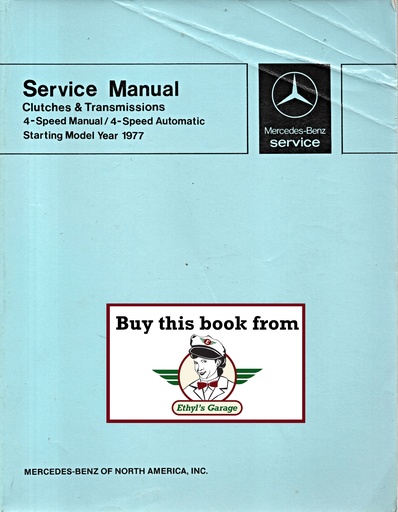 Service Manual
Clutches & Transmissions
4-Speed Manual/4-Speed Automatic
Starting Model Year 1977
Mercedes-Benz
service
Buy this book from
Ethyl's Garage
MERCEDES-BENZ OF NORTH AMERICA, INC.